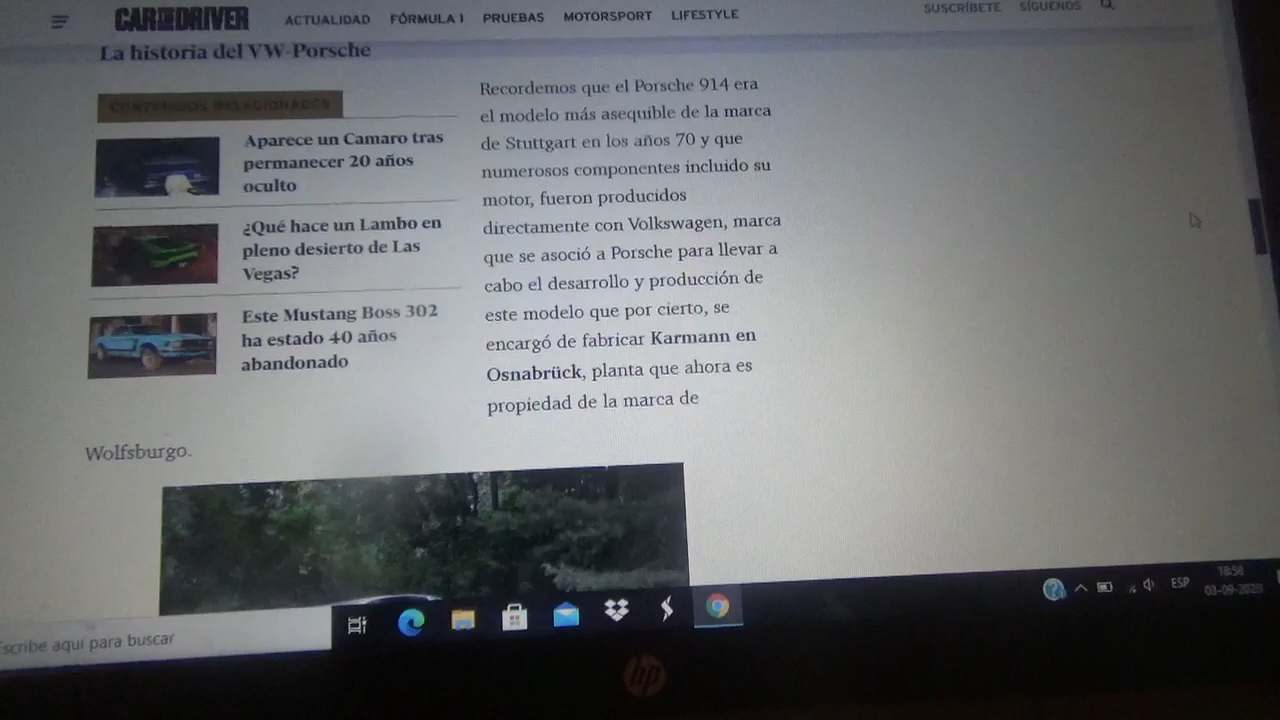 CAR AND DRIVER
ACTUALIDAD FÓRMULA 1 PRUEBAS MOTORSPORT LIFESTYLE
SUSCRÍBETE SÍGUENOS
La historia del VW-Porsche
CONTENIDOS RELACIONADOS
Aparece un Camaro tras
permanecer 20 años
oculto
¿Qué hace un Lambo en
pleno desierto de Las
Vegas?
Este Mustang Boss 302
ha estado 40 años
abandonado
Recordemos que el Porsche 914 era
el modelo más asequible de la marca
de Stuttgart en los años 70 y que
numerosos componentes incluido su
motor, fueron producidos
directamente con Volkswagen, marca
que se asoció a Porsche para llevar a
cabo el desarrollo y producción de
este modelo que por cierto, se
encargó de fabricar Karmann en
Osnabrück, planta que ahora es
propiedad de la marca de
Wolfsburgo.
Escribe aquí para buscar
ESP
18:58
03-09-2020
hp